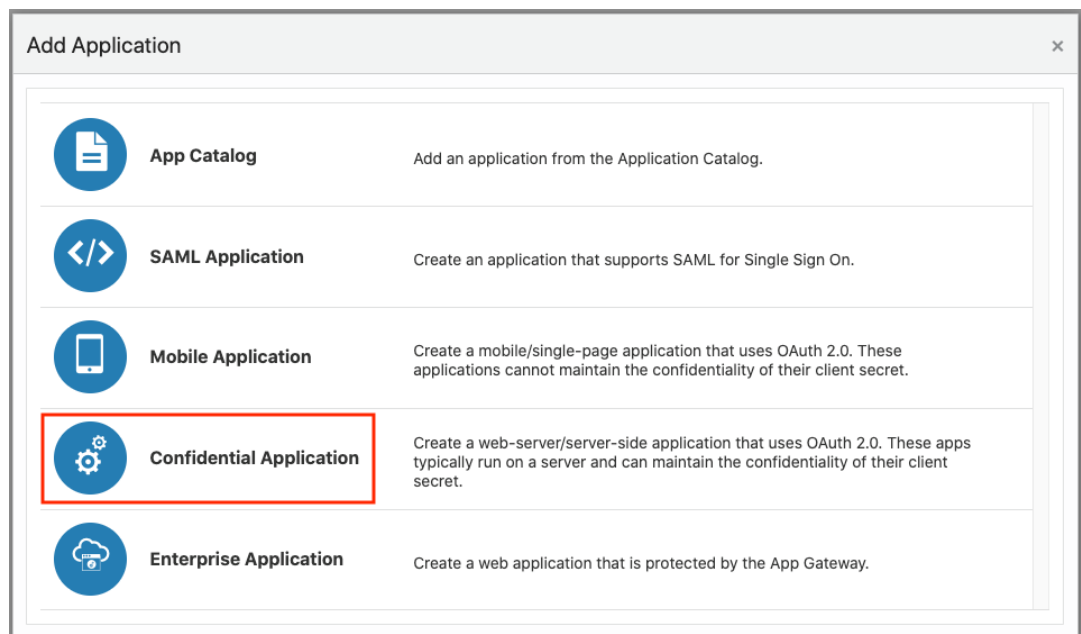 Add Application
×
App Catalog
Add an application from the Application Catalog.
</>
SAML Application
Create an application that supports SAML for Single Sign On.
Mobile Application
Create a mobile/single-page application that uses OAuth 2.0. These
applications cannot maintain the confidentiality of their client secret.
Confidential Application
Create a web-server/server-side application that uses OAuth 2.0. These apps
typically run on a server and can maintain the confidentiality of their client
secret.
Enterprise Application
Create a web application that is protected by the App Gateway.